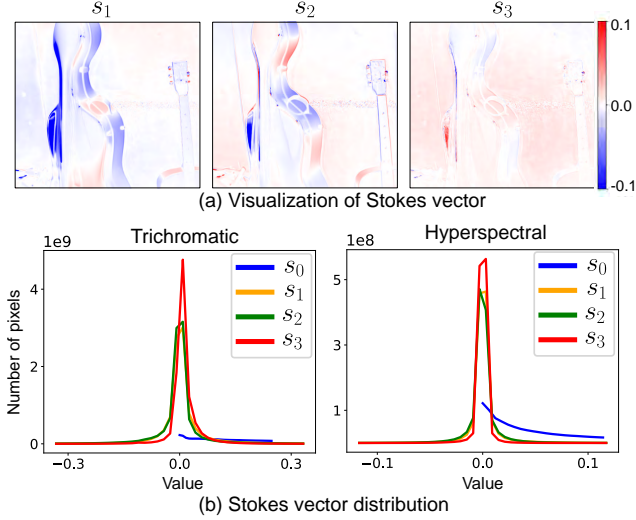 s1 s2 s3
0.1
0.0
-0.1
(a) Visualization of Stokes vector
Trichromatic Hyperspectral
1e9 1e8
Number of pixels
4
2
0
5
3
1
s0
s1
s2
s3
s0
s1
s2
s3
−0.3 0.0 0.3 −0.1 0.0 0.1
Value Value
(b) Stokes vector distribution